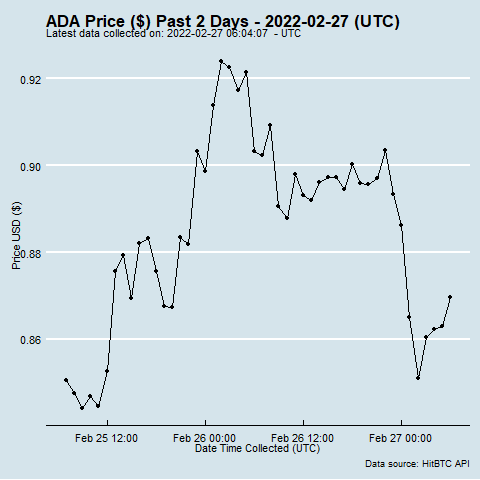 ADA Price ($) Past 2 Days - 2022-02-27 (UTC)
Latest data collected on: 2022-02-27 06:04:07  - UTC
0.92
0.90
0.88
0.86
Price USD ($)
Feb 25 12:00
Feb 26 00:00
Feb 26 12:00
Feb 27 00:00
Date Time Collected (UTC)
Data source: HitBTC API